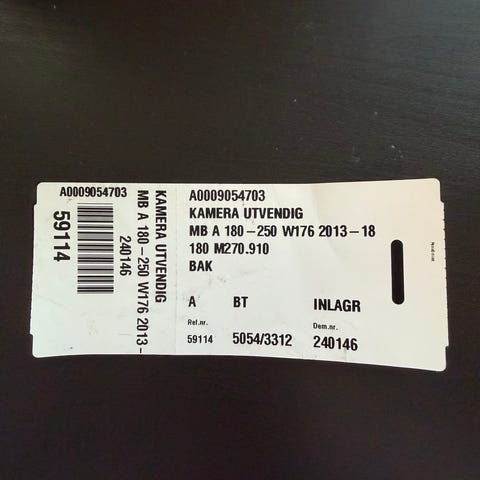 A0009054703
59114
240146
MB A 180-250 W176 2013-
KAMERA UTVENDIG
A0009054703
KAMERA UTVENDIG
MB A 180-250 W176 2013-18
180 M270.910
BAK
A BT INLAGR
Ref.nr. Dem.nr.
59114 5054/3312 240146